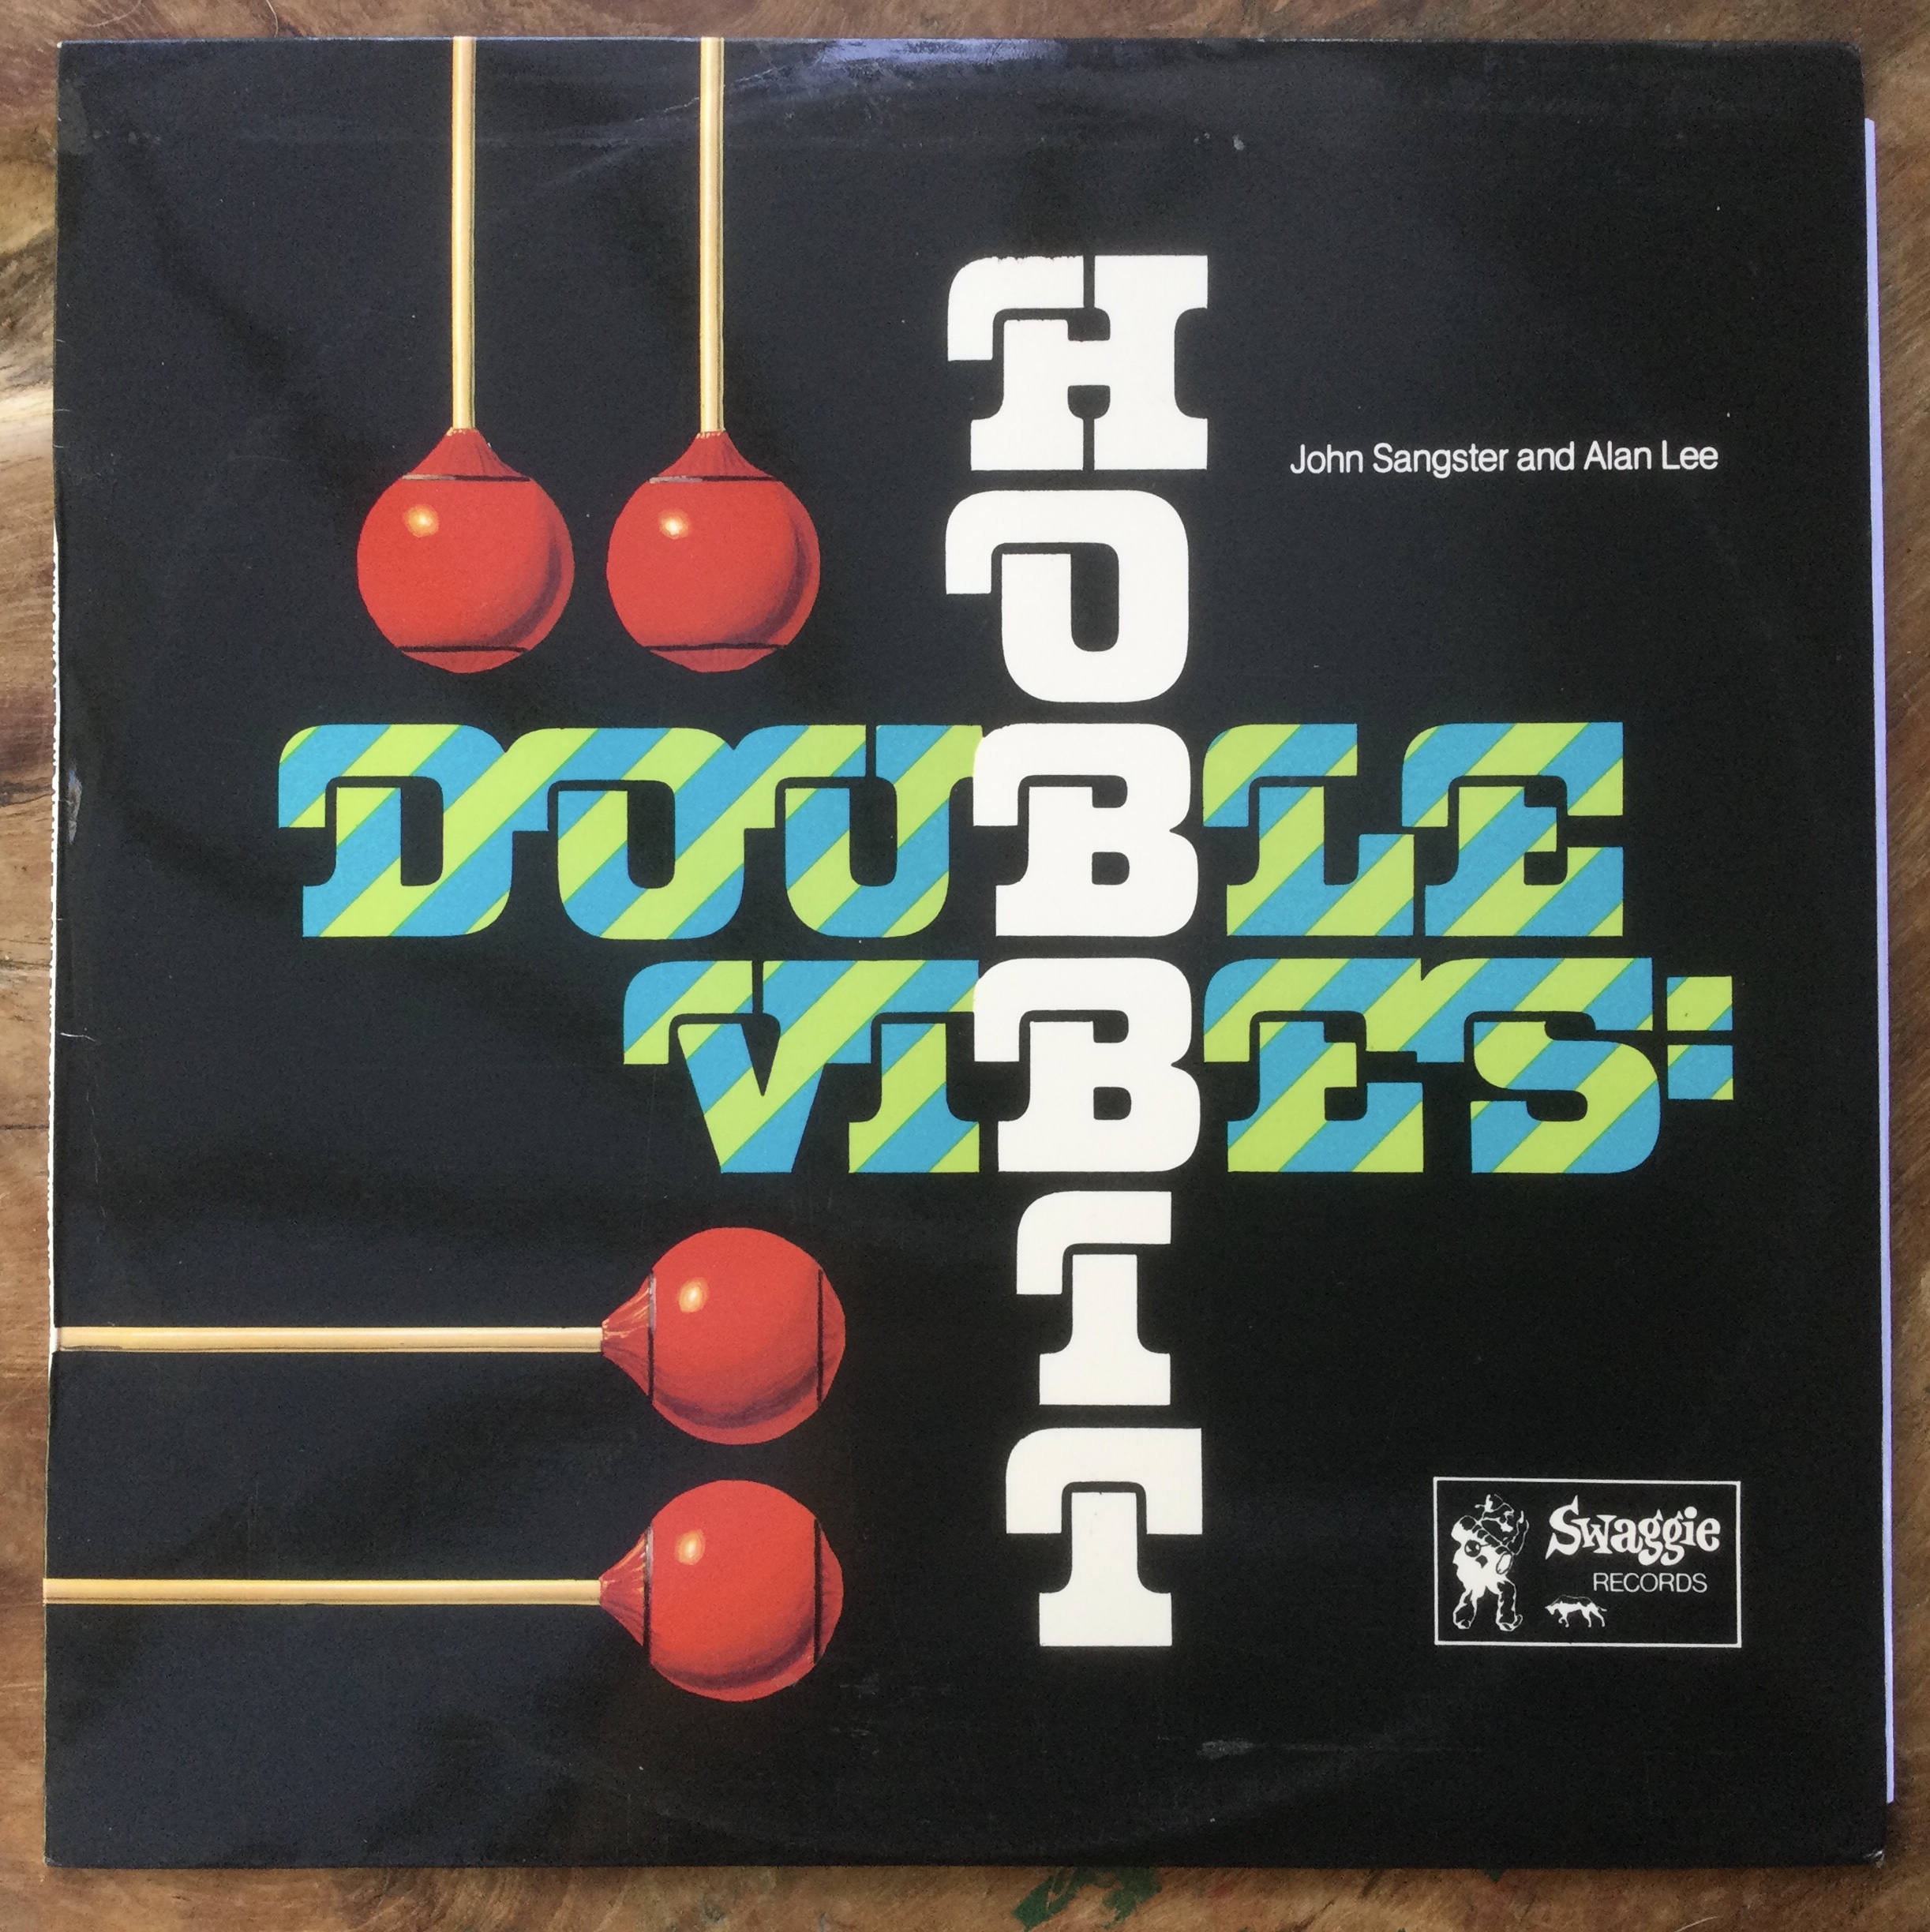 HOBBIT
John Sangster and Alan Lee
DOUBLE
VIBES:
Swaggie
RECORDS